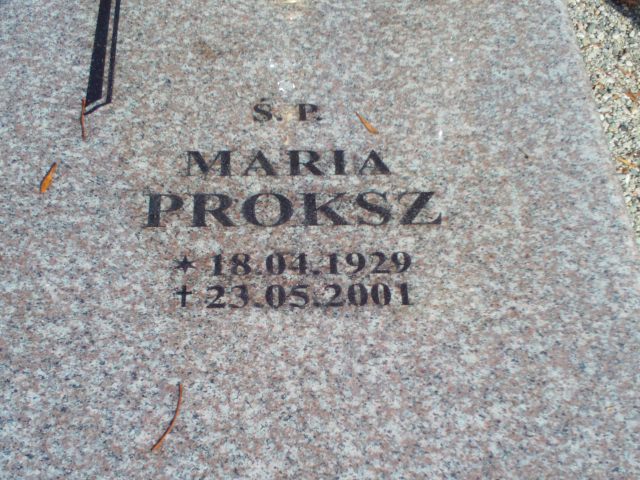 Ś. P.
MARIA
PROKSZ
* 18.04.1929
† 23.05.2001